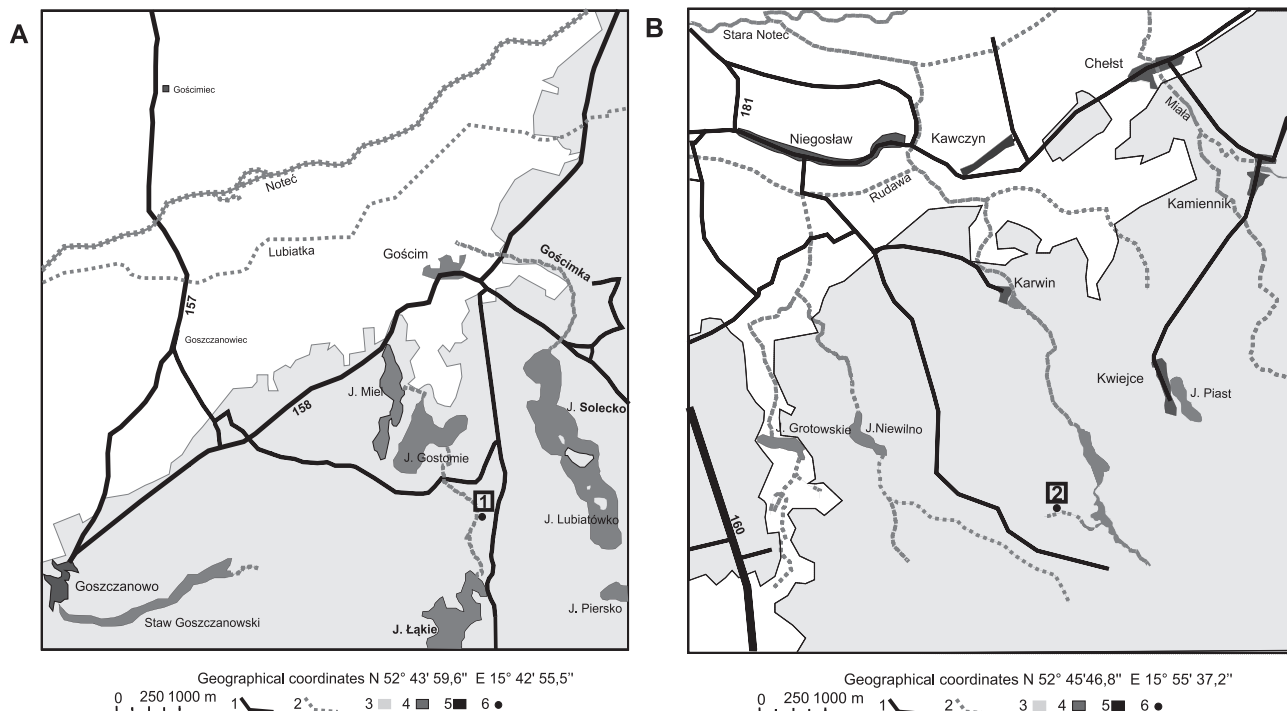 A
Gościmiec
Noteć
Lubiatka
Gościm
Gościmka
157
Goszczanowiec
J. Miel
158
J. Solecko
J. Gostomie
1
J. Lubiatówko
Goszczanowo
Staw Goszczanowski
J. Piersko
J. Łąkie
Geographical coordinates N 52° 43' 59,6" E 15° 42' 55,5"
0 250 1000 m 1 2 3 4 5 6
B
Stara Noteć
Chełst
181
Miała
Niegosław
Kawczyn
Rudawa
Kamiennik
Karwin
Kwiejce
J. Piast
J. Grotowskie
J.Niewilno
2
160
Geographical coordinates N 52° 45'46,8" E 15° 55' 37,2"
0 250 1000 m 1 2 3 4 5 6